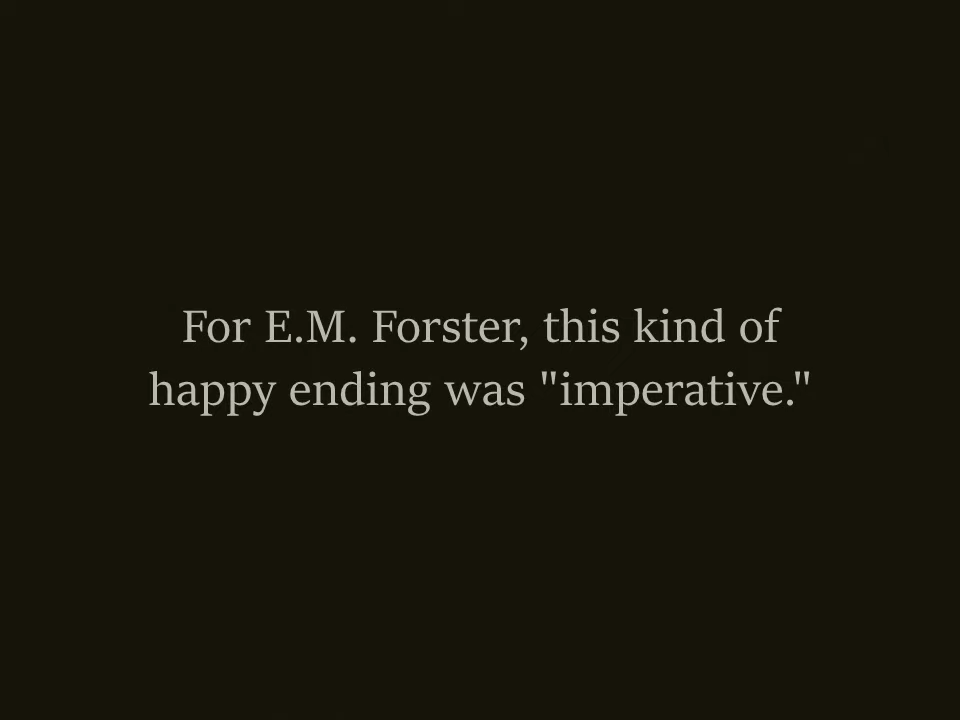 For E.M. Forster, this kind of
happy ending was "imperative."